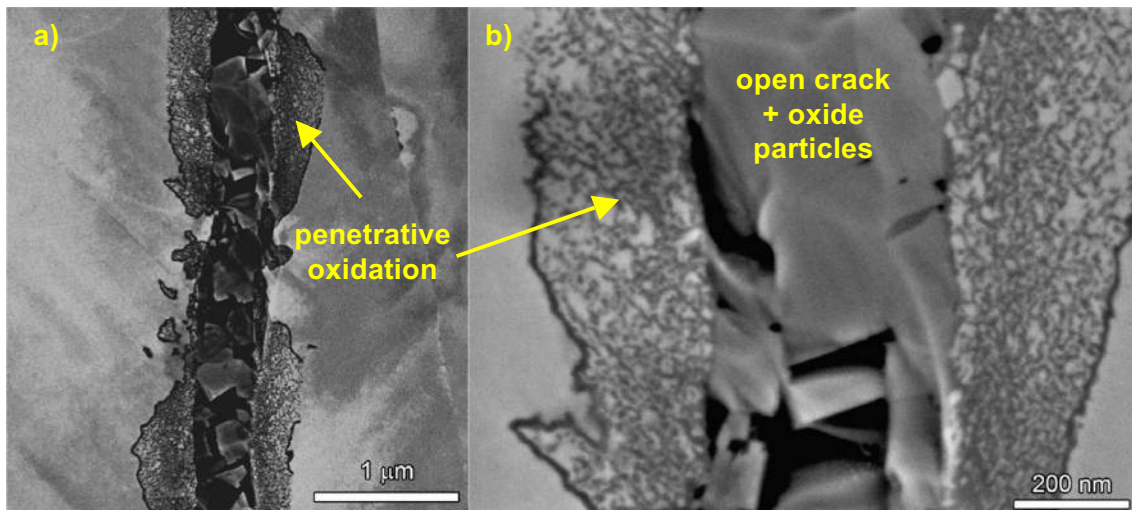 a)
b)
open crack
+ oxide
particles
penetrative
oxidation
1 μm
200 nm